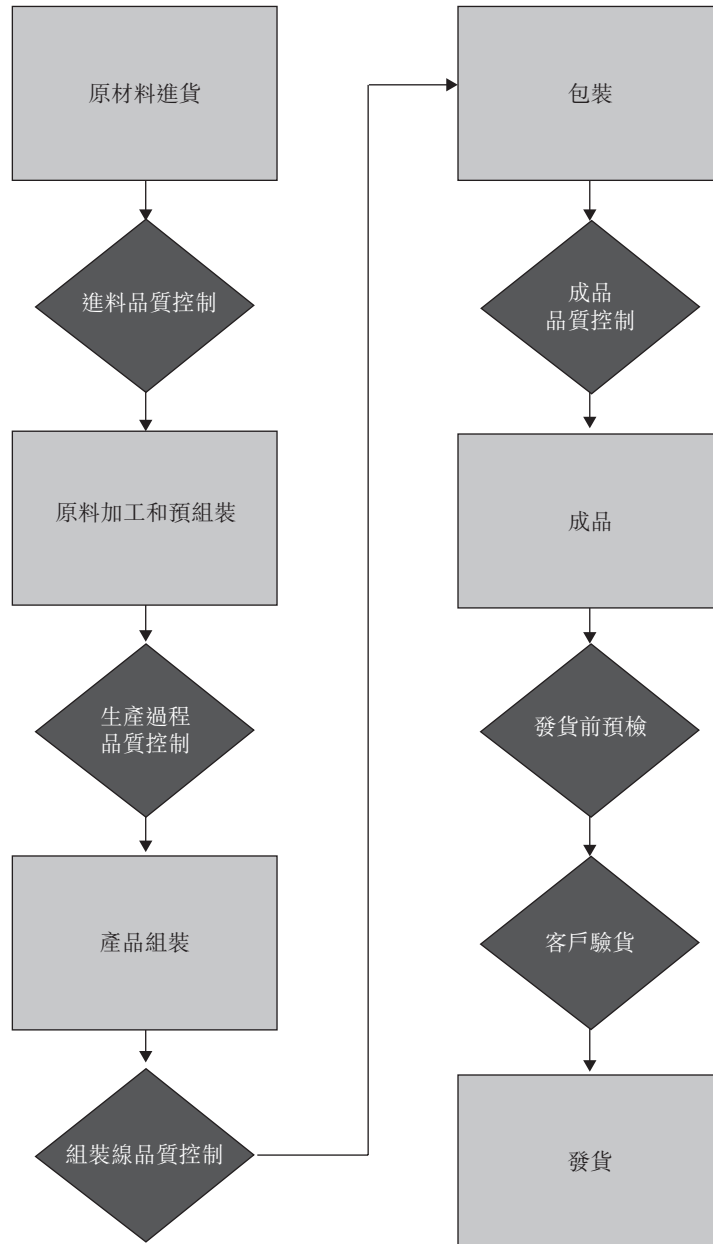 原材料進貨
進料品質控制
原料加工和預組裝
生產過程
品質控制
產品組裝
組裝線品質控制
包裝
成品
品質控制
成品
發貨前預檢
客戶驗貨
發貨